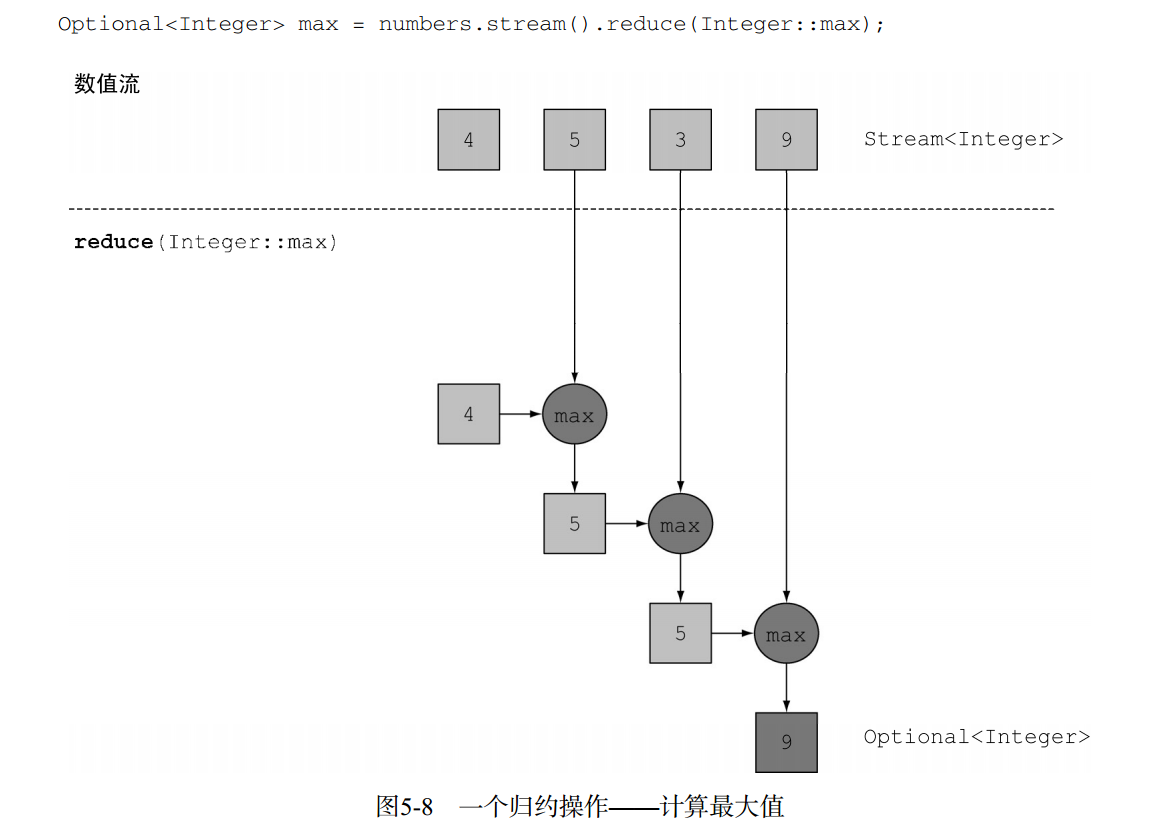 Optional<Integer> max = numbers.stream().reduce(Integer::max);
数值流
4 5 3 9 Stream<Integer>
reduce(Integer::max)
4 max
5 max
5 max
9 Optional<Integer>
图5-8 一个归约操作——计算最大值